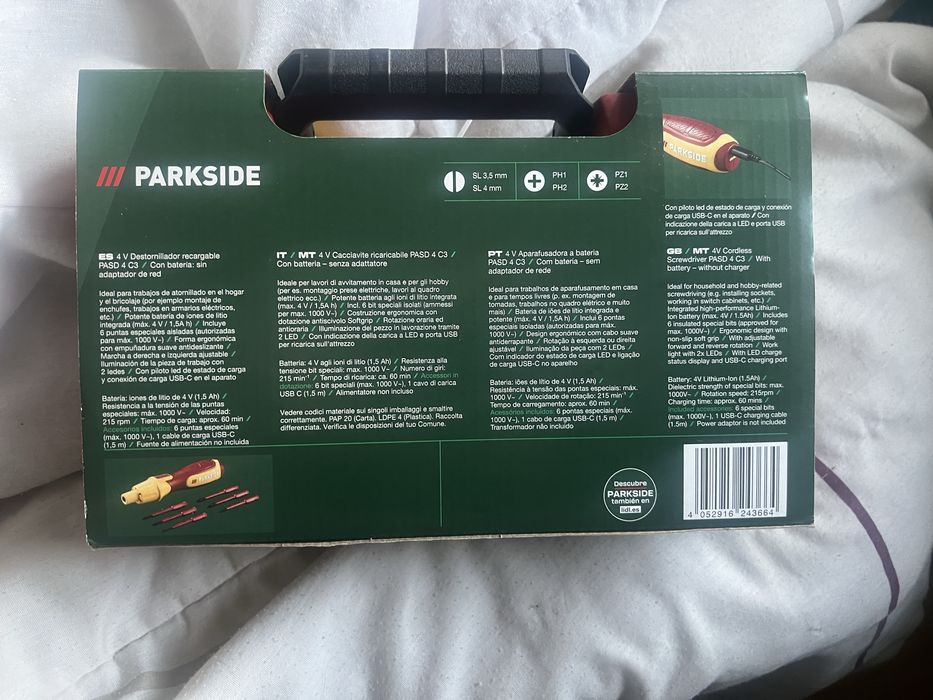 /// PARKSIDE
SL 3,5 mm
SL 4 mm
PH1
PH2
PZ1
PZ2
PARKSIDE
Con piloto led de estado de carga y conexión
de carga USB-C en el aparato // Con
indicazione della carica a LED e porta USB
per ricarica sull'attrezzo
ES 4 V Destornillador recargable
PASD 4 C3 / Con batería: sin
adaptador de red
Ideal para trabajos de atornillado en el hogar
y el bricolaje (por ejemplo montaje de
enchufes, trabajos en armarios eléctricos,
etc.) / Potente batería de iones de litio
integrada (máx. 4 V / 1,5A h) / Incluye
6 puntas especiales aisladas (autorizadas
para máx. 1000 V~) / Forma ergonómica
con empuñadura suave antideslizante /
Marcha a derecha e izquierda ajustable /
Iluminación de la pieza de trabajo con
2 ledes / Con piloto led de estado de carga
y conexión de carga USB-C en el aparato
Batería: iones de litio de 4 V (1,5 Ah) /
Resistencia a la tensión de las puntas
especiales: máx. 1000 V~ / Velocidad:
215 rpm / Tiempo de carga: aprox. 60 min /
Accesorios incluidos: 6 puntas especiales
(máx. 1000 V~), 1 cable de carga USB-C
(1,5 m) / Fuente de alimentación no incluida
IT / MT 4 V Cacciavite ricaricabile PASD 4 C3 /
Con batteria – senza adattatore
Ideale per lavori di avvitamento in casa e per gli hobby
(per es. montaggio prese elettriche, lavori al quadro
elettrico ecc.) / Potente batteria agli ioni di litio integrata
(max. 4 V / 1,5A h) / Incl. 6 bit speciali isolati (ammessi
per max. 1000 V~) / Costruzione ergonomica con
dotazione antiscivolo Softgrip / Rotazione oraria ed
antioraria / Illuminazione del pezzo in lavorazione tramite
2 LED / Con indicazione della carica a LED e porta USB
per ricarica sull'attrezzo
Batteria: 4 V agli ioni di litio (1,5 Ah) / Resistenza alla
tensione bit speciali: max. 1000 V~ / Numero di giri:
215 min⁻¹ / Tempo di ricarica: ca. 60 min / Accessori in
dotazione: 6 bit speciali (max. 1000 V~), 1 cavo di carica
USB C (1,5 m) / Alimentatore non incluso
Vedere codici materiale sui singoli imballaggi e smaltire
correttamente. PAP 20 (Carta). LDPE 4 (Plastica). Raccolta
differenziata. Verifica le disposizioni del tuo Comune.
PT 4 V Aparafusadora a bateria
PASD 4 C3 / Com bateria – sem
adaptador de rede
Ideal para trabalhos de aparafusamento em casa
e para tempos livres (p. ex. montagem de
tomadas, trabalhos no quadro elétrico e muito
mais) / Bateria de iões de lítio integrada e
potente (máx. 4 V / 1,5A h) / Inclui 6 pontas
especiais isoladas (autorizadas para máx.
1000 V~) / Design ergonómico com cabo suave
antiderrapante / Rotação à esquerda ou direita
ajustável / Iluminação da peça com 2 LEDs /
Com indicador do estado de carga LED e ligação
de carga USB-C no aparelho
Bateria: iões de lítio de 4 V (1,5 Ah) /
Resistência à tensão das pontas especiais: máx.
1000 V~ / Velocidade de rotação: 215 min⁻¹ /
Tempo de carregamento: aprox. 60 min /
Acessórios incluídos: 6 pontas especiais (máx.
1000 V~), 1 cabo de carga USB-C (1,5 m) /
Transformador não incluído
GB / MT 4V Cordless
Screwdriver PASD 4 C3 / With
battery – without charger
Ideal for household and hobby-related
screwdriving (e.g. installing sockets,
working in switch cabinets, etc.) /
Integrated high-performance Lithium-
Ion battery (max. 4V / 1.5Ah) / Includes
6 insulated special bits (approved for
max. 1000V~) / Ergonomic design with
non-slip soft grip / With adjustable
forward and reverse rotation / Work
light with 2x LEDs / With LED charge
status display and USB-C charging port
Battery: 4V Lithium-Ion (1.5Ah) /
Dielectric strength of special bits: max.
1000V~ / Rotation speed: 215rpm /
Charging time: approx. 60 mins /
Included accessories: 6 special bits
(max. 1000 V~), 1 USB-C charging cable
(1.5m) / Power adaptor is not included
PARKSIDE
Descubre
PARKSIDE
también en
lidl.es
4 052916 243664